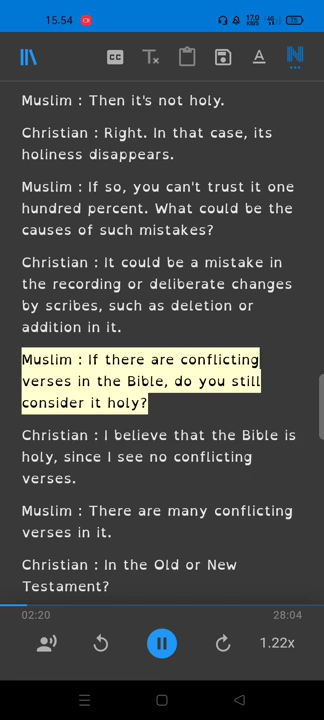 15.54
17.0
KB/S
Muslim : Then it's not holy.
Christian : Right. In that case, its
holiness disappears.
Muslim : If so, you can't trust it one
hundred percent. What could be the
causes of such mistakes?
Christian : It could be a mistake in
the recording or deliberate changes
by scribes, such as deletion or
addition in it.
Muslim : If there are conflicting
verses in the Bible, do you still
consider it holy?
Christian : I believe that the Bible is
holy, since I see no conflicting
verses.
Muslim : There are many conflicting
verses in it.
Christian : In the Old or New
Testament?
02:20
28:04
1.22x